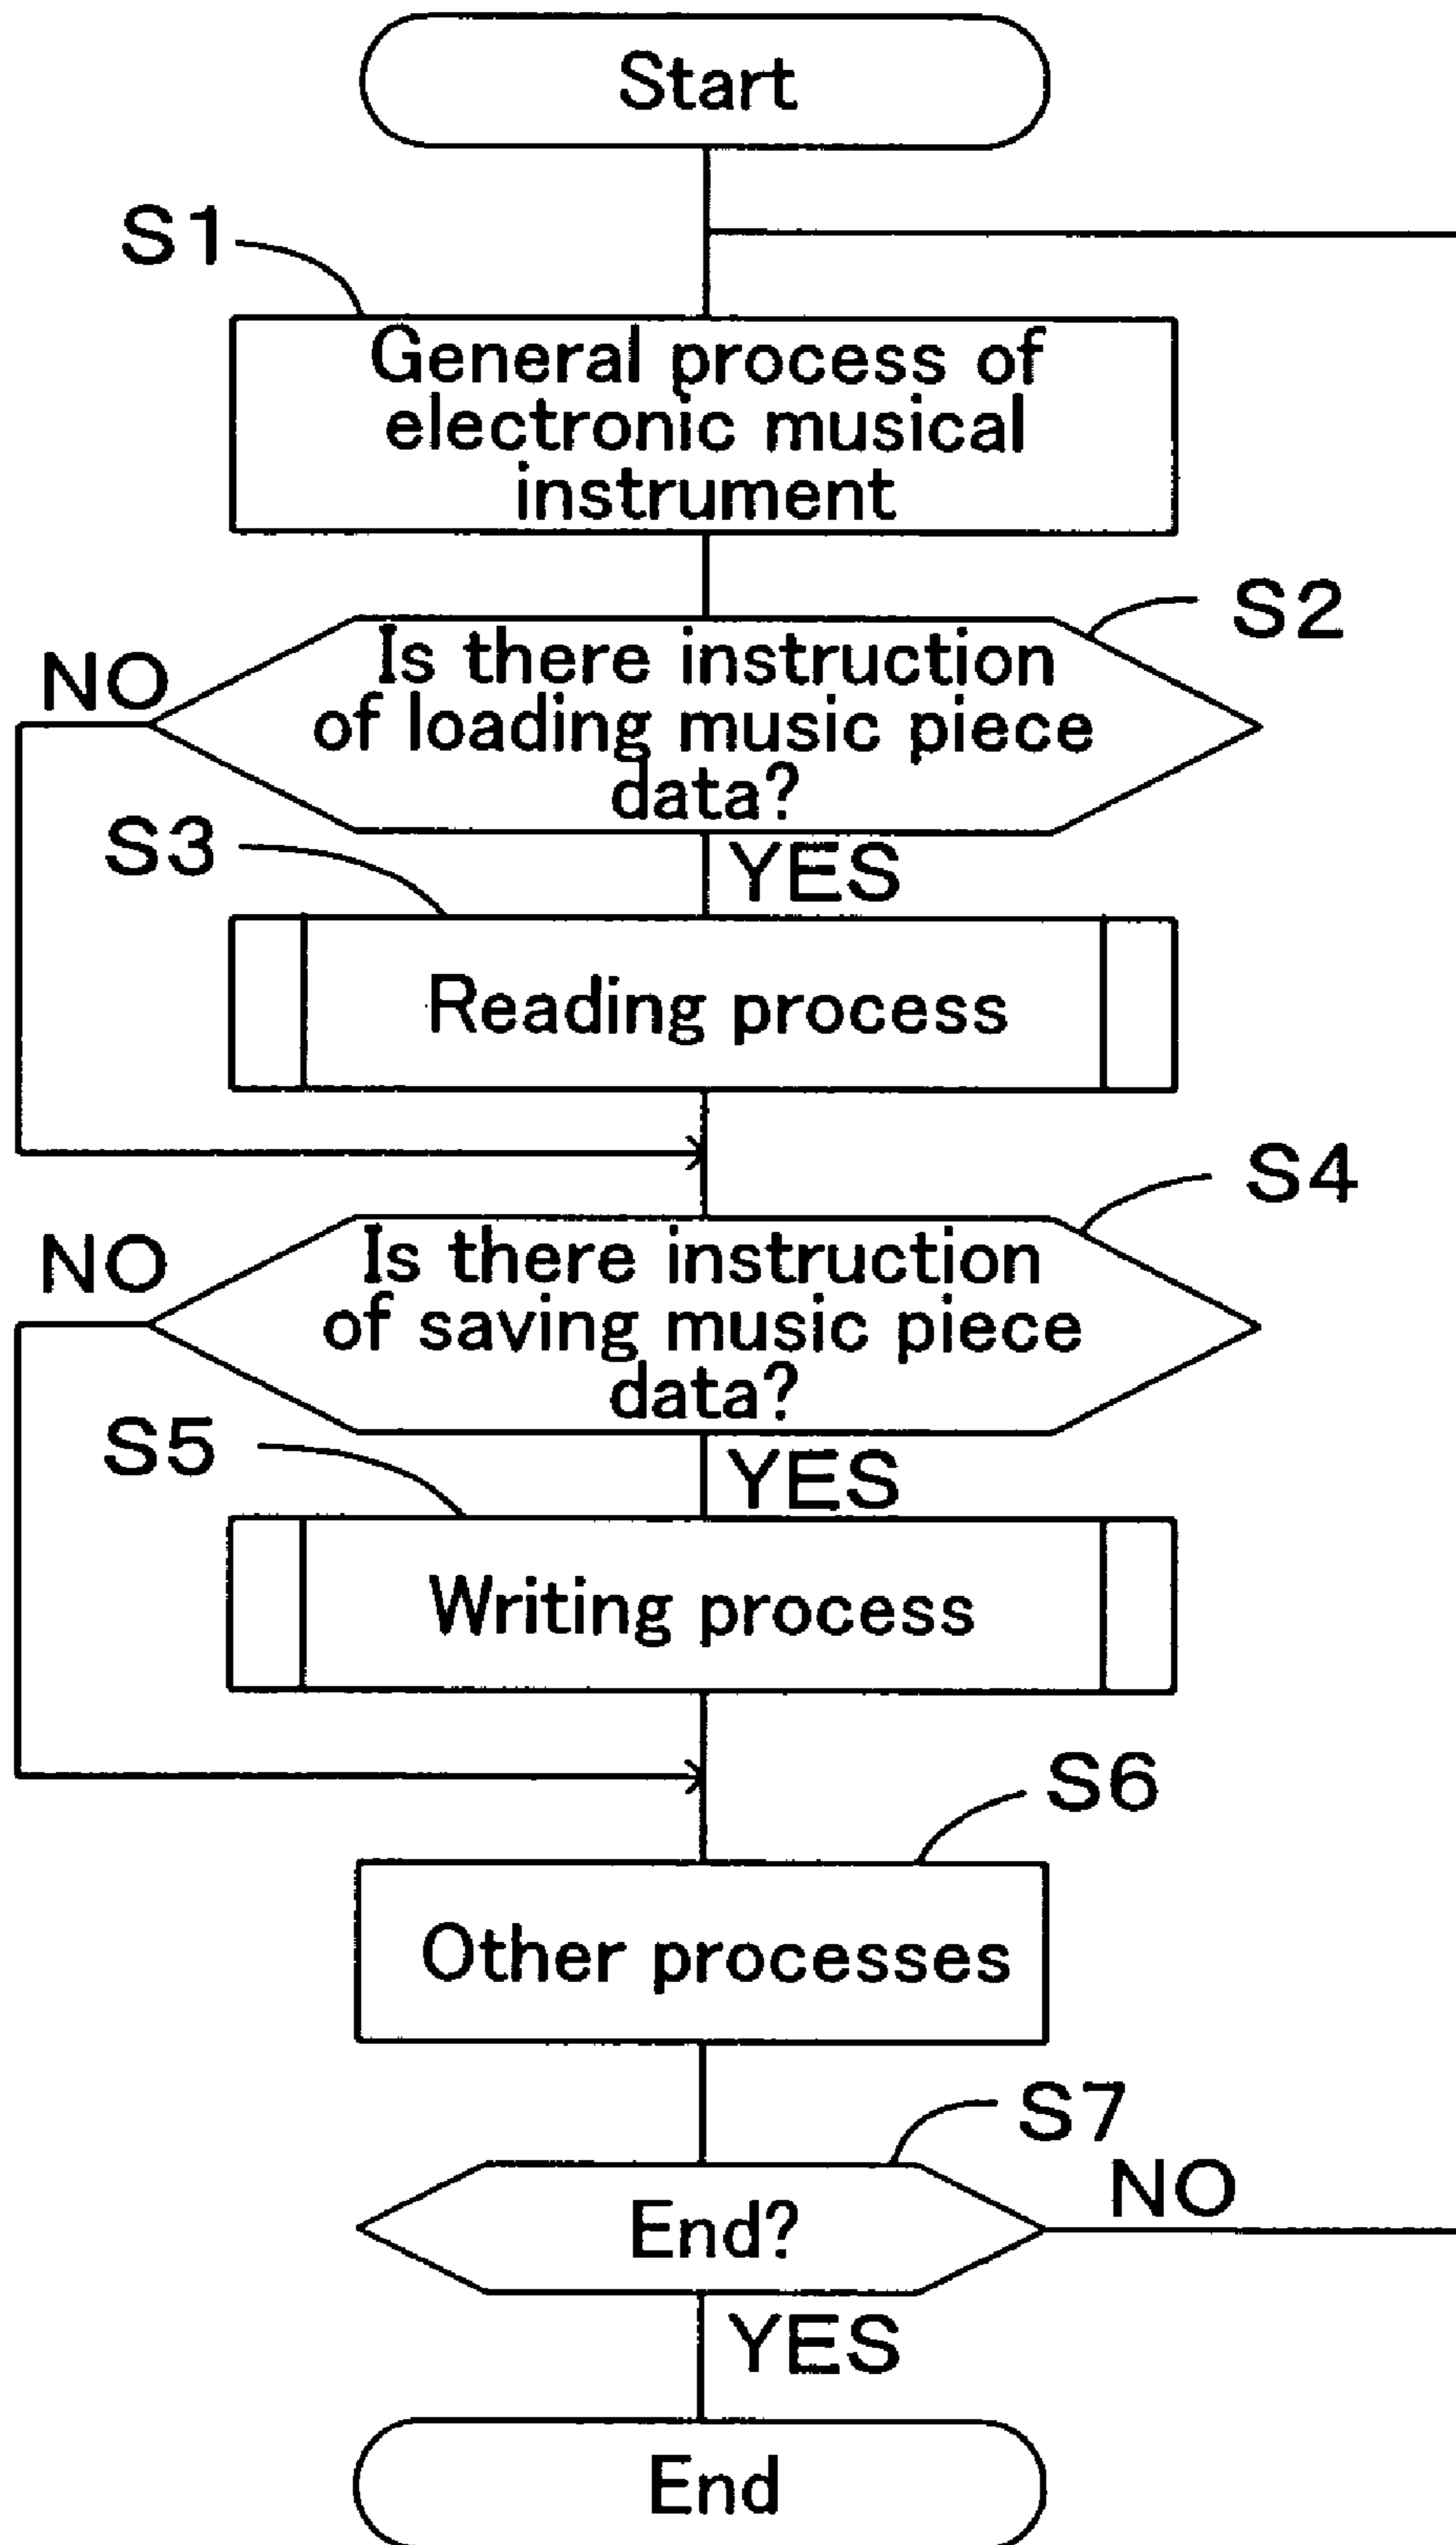 Start
S1
General process of
electronic musical
instrument
S2
Is there instruction
of loading music piece
data?
NO
YES
S3
Reading process
S4
Is there instruction
of saving music piece
data?
NO
YES
S5
Writing process
S6
Other processes
S7
End?
NO
YES
End